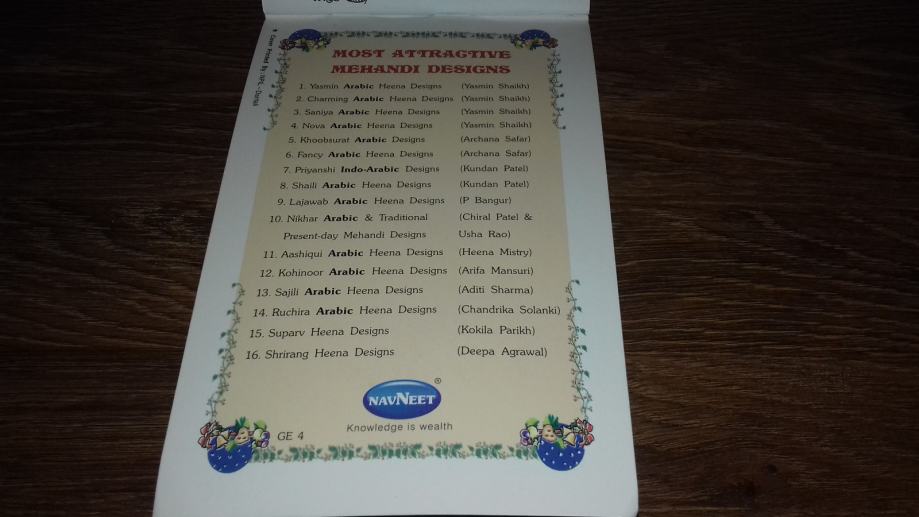 MOST ATTRACTIVE
MEHANDI DESIGNS
1. Yasmin Arabic Heena Designs (Yasmin Shaikh)
2. Charming Arabic Heena Designs (Yasmin Shaikh)
3. Saniya Arabic Heena Designs (Yasmin Shaikh)
4. Nova Arabic Heena Designs (Yasmin Shaikh)
5. Khoobsurat Arabic Designs (Archana Safar)
6. Fancy Arabic Heena Designs (Archana Safar)
7. Priyanshi Indo-Arabic Designs (Kundan Patel)
8. Shaili Arabic Heena Designs (Kundan Patel)
9. Lajawab Arabic Heena Designs (P Bangur)
10. Nikhar Arabic & Traditional (Chiral Patel &
Present-day Mehandi Designs Usha Rao)
11. Aashiqui Arabic Heena Designs (Heena Mistry)
12. Kohinoor Arabic Heena Designs (Arifa Mansuri)
13. Sajili Arabic Heena Designs (Aditi Sharma)
14. Ruchira Arabic Heena Designs (Chandrika Solanki)
15. Suparv Heena Designs (Kokila Parikh)
16. Shrirang Heena Designs (Deepa Agrawal)
NAVNEET®
Knowledge is wealth
GE 4
Cover Printed By: